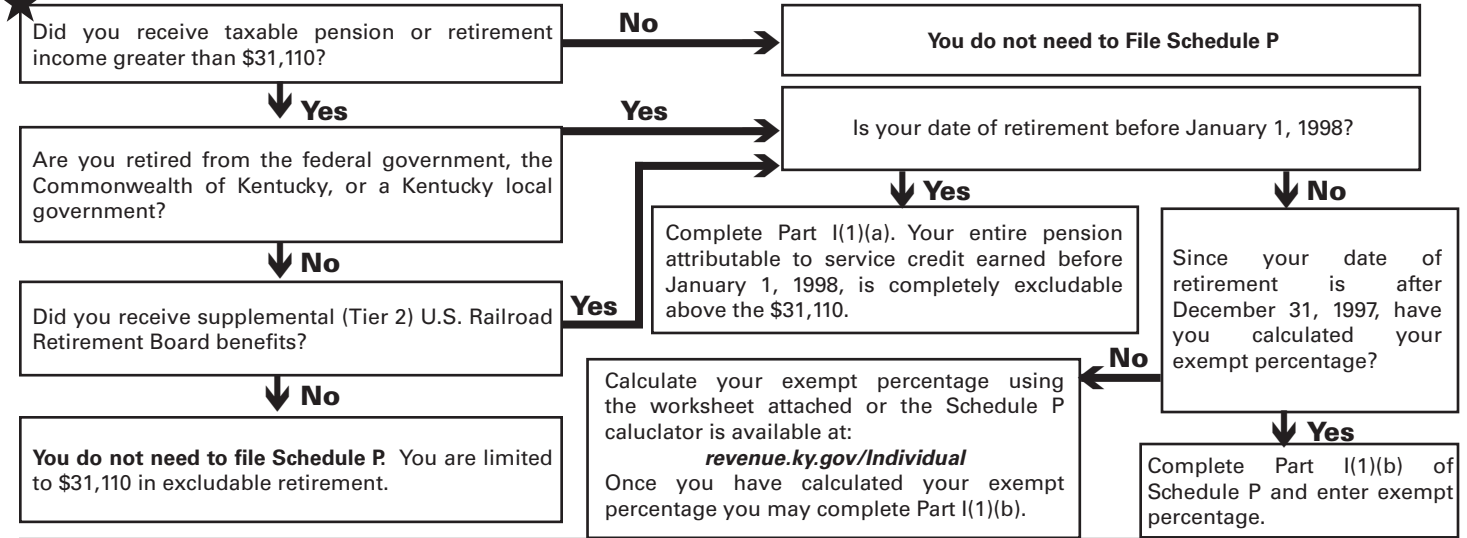 Did you receive taxable pension or retirement
income greater than $31,110?
No
You do not need to File Schedule P
Yes
Are you retired from the federal government, the
Commonwealth of Kentucky, or a Kentucky local
government?
Yes
Is your date of retirement before January 1, 1998?
No
Did you receive supplemental (Tier 2) U.S. Railroad
Retirement Board benefits?
Yes
No
You do not need to file Schedule P. You are limited
to $31,110 in excludable retirement.
Yes
Complete Part I(1)(a). Your entire pension
attributable to service credit earned before
January 1, 1998, is completely excludable
above the $31,110.
No
Since your date of
retirement is after
December 31, 1997, have
you calculated your
exempt percentage?
No
Calculate your exempt percentage using
the worksheet attached or the Schedule P
caluclator is available at:
revenue.ky.gov/Individual
Once you have calculated your exempt
percentage you may complete Part I(1)(b).
Yes
Complete Part I(1)(b) of
Schedule P and enter exempt
percentage.